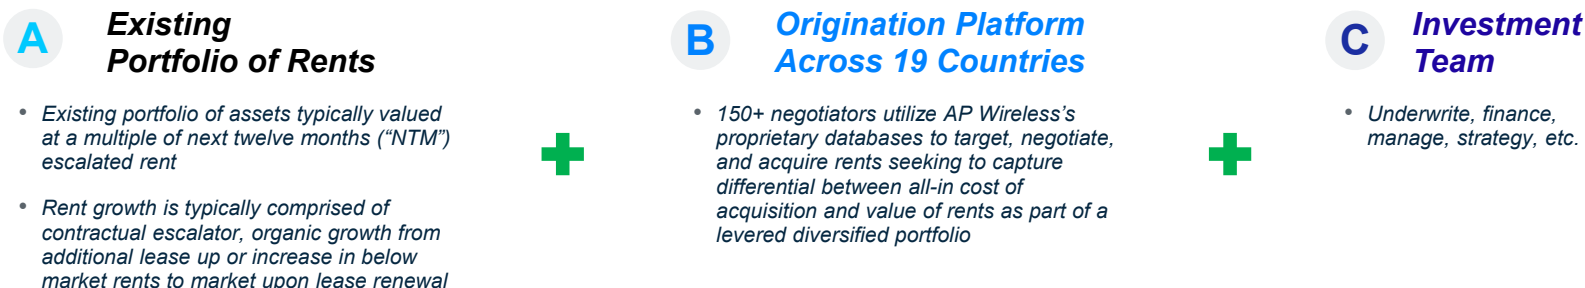 A
Existing
Portfolio of Rents
• Existing portfolio of assets typically valued
at a multiple of next twelve months (“NTM”)
escalated rent
• Rent growth is typically comprised of
contractual escalator, organic growth from
additional lease up or increase in below
market rents to market upon lease renewal
B
Origination Platform
Across 19 Countries
• 150+ negotiators utilize AP Wireless’s
proprietary databases to target, negotiate,
and acquire rents seeking to capture
differential between all-in cost of
acquisition and value of rents as part of a
levered diversified portfolio
C
Investment
Team
• Underwrite, finance,
manage, strategy, etc.